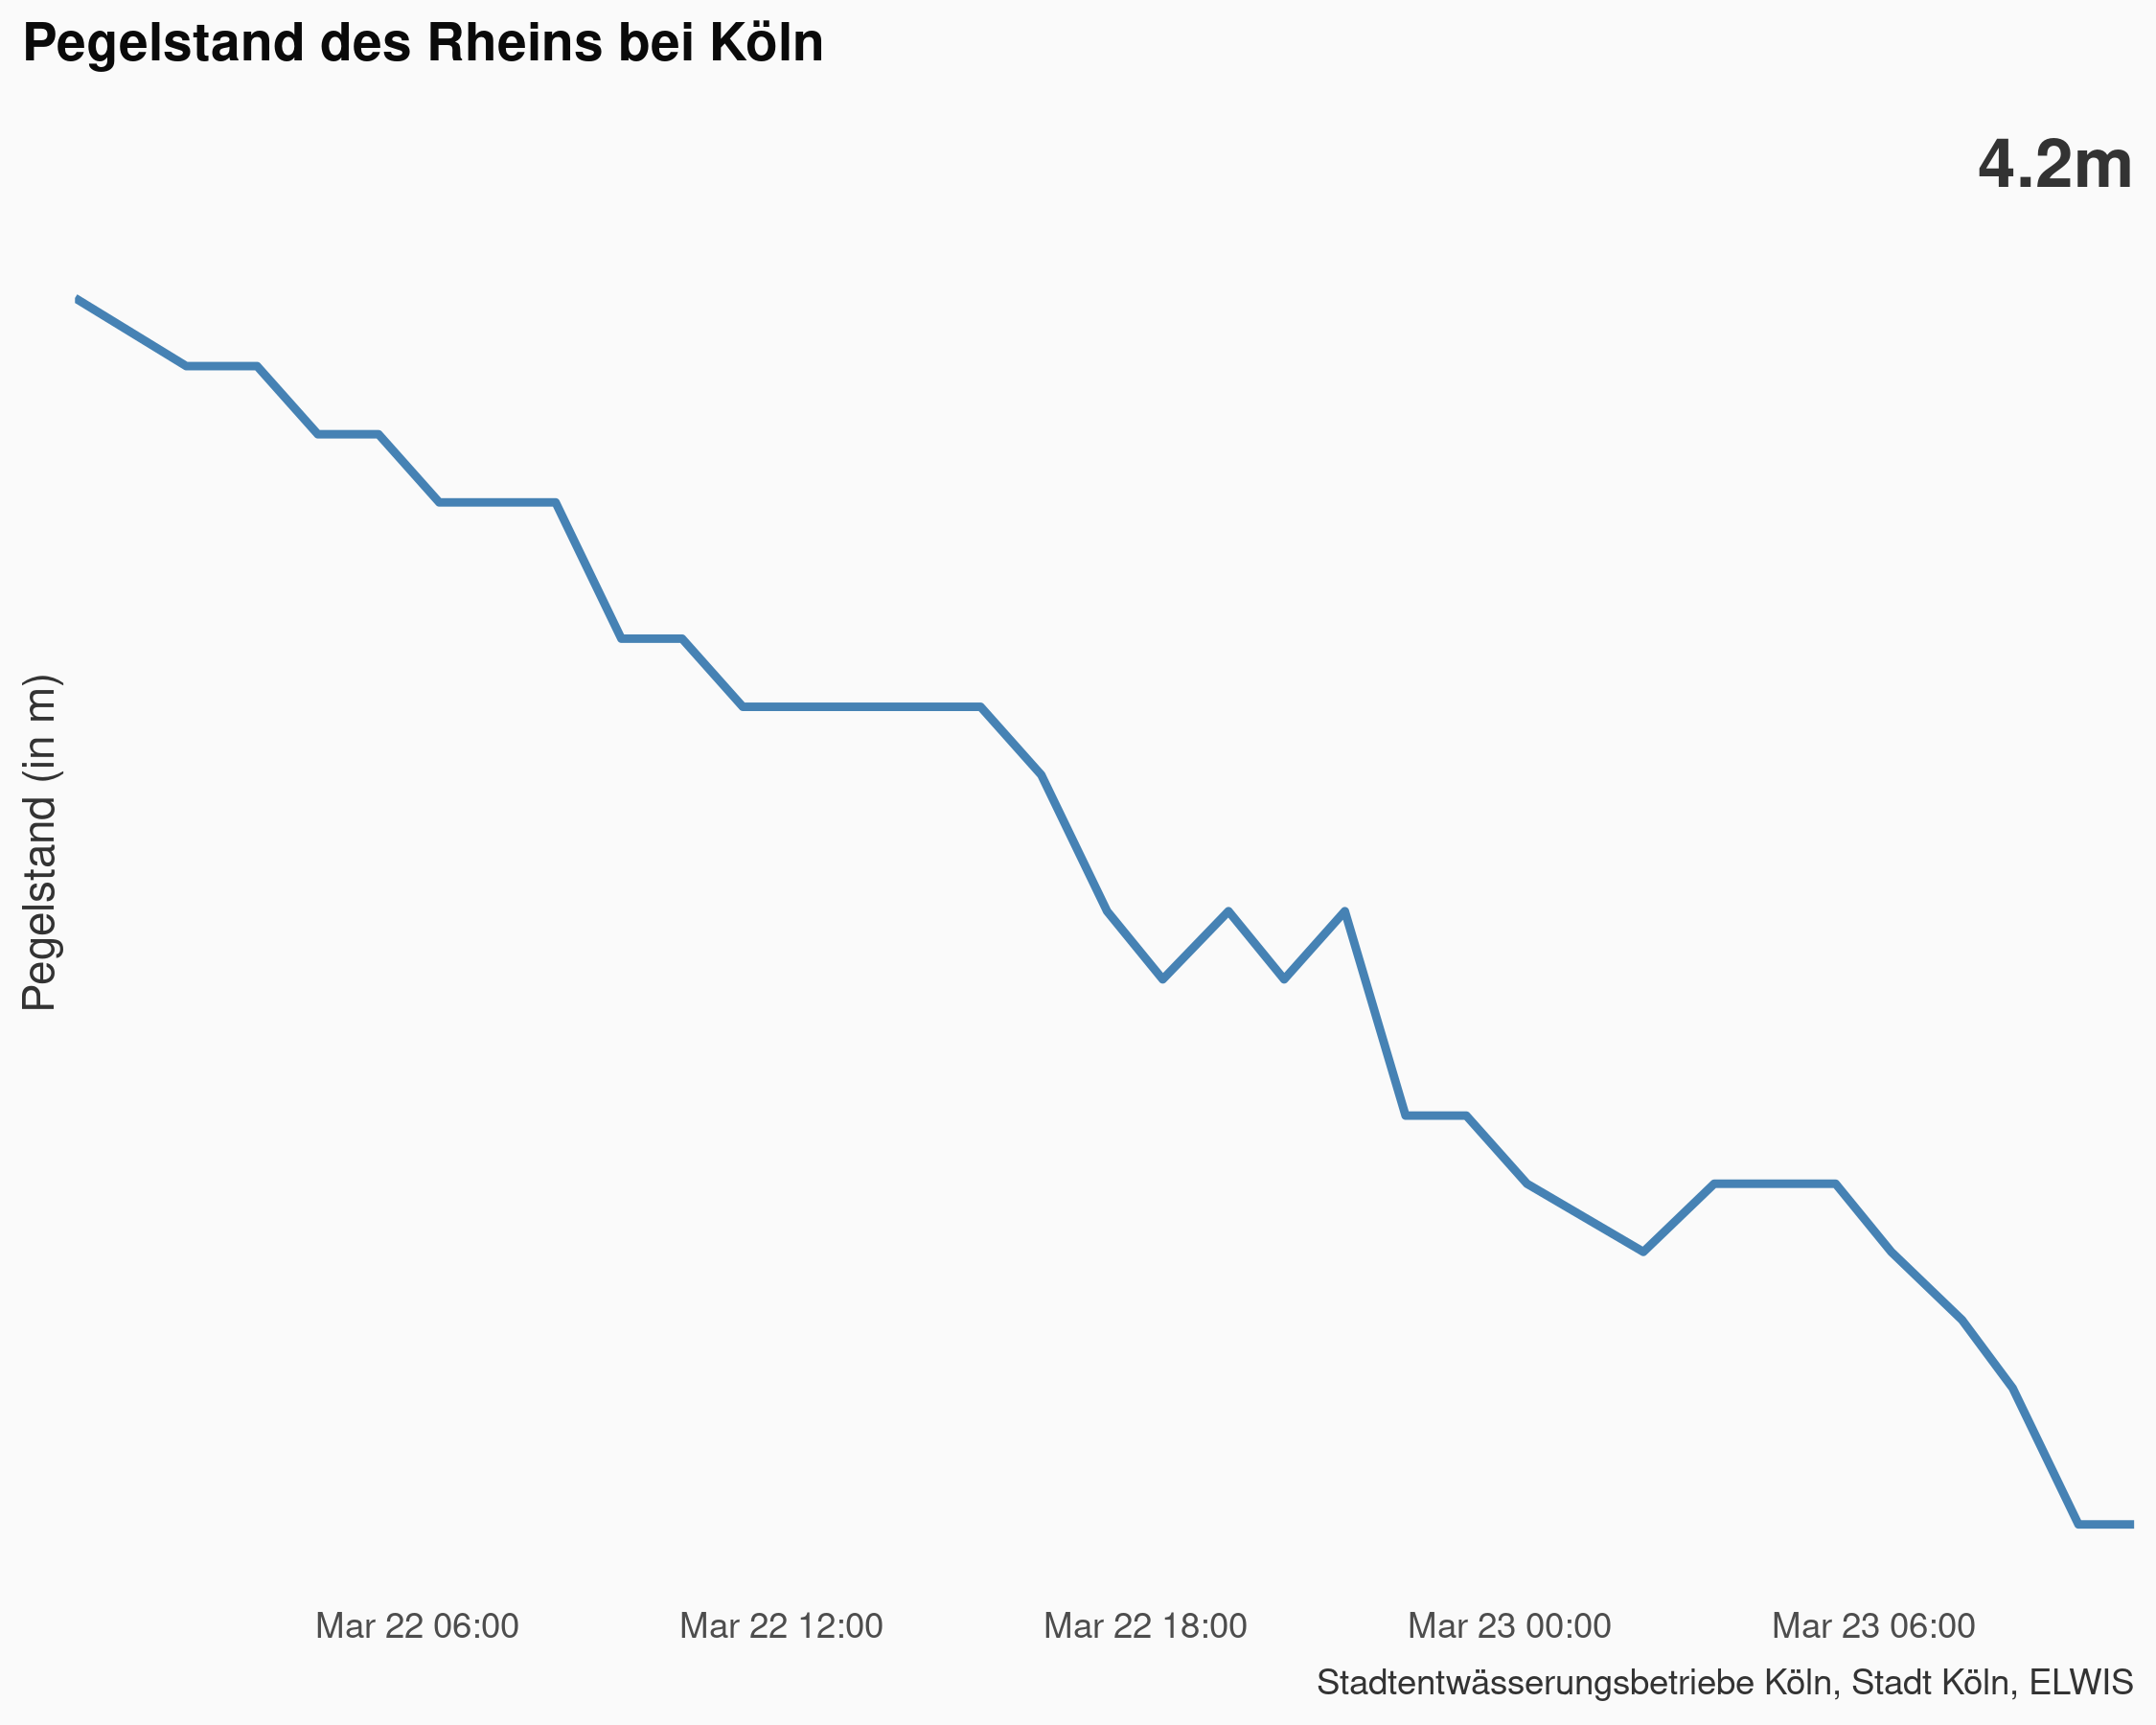 Pegelstand des Rheins bei Köln
4.2m
Pegelstand (in m)
Mar 22 06:00 Mar 22 12:00 Mar 22 18:00 Mar 23 00:00 Mar 23 06:00
Stadtentwässerungsbetriebe Köln, Stadt Köln, ELWIS